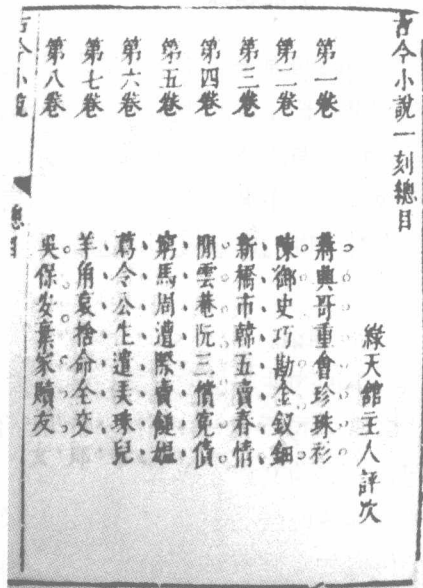 古今小說一刻總目
綠天館主人評次
第一卷 蔣興哥重會珍珠衫
第二卷 陳御史巧勘金釵鈿
第三卷 新橋市韓五賣春情
第四卷 閒雲巷阮三償寃債
第五卷 窮馬周遭際賣䭔媼
第六卷 葛令公生遣美珠兒
第七卷 羊角哀捨命全交
第八卷 吳保安棄家贖友
古今小說 總目